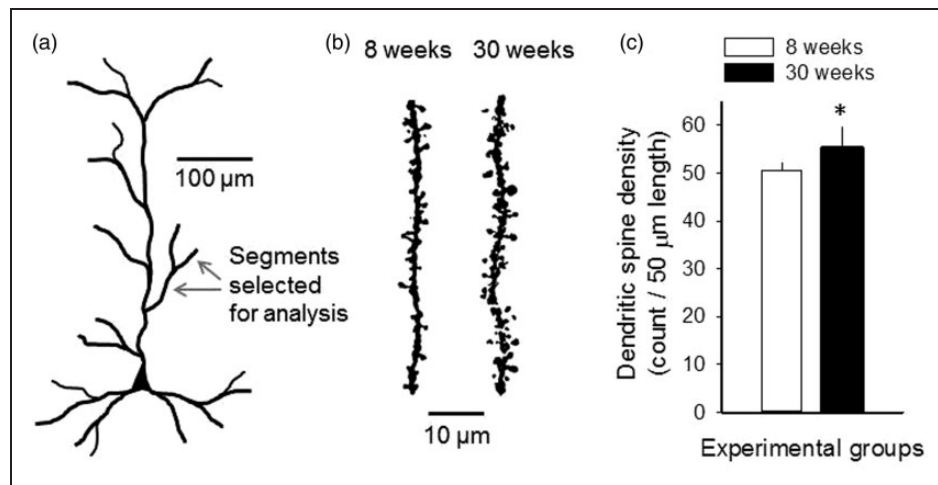 (a)
100 μm
Segments
selected
for analysis
(b)
8 weeks 30 weeks
10 μm
(c)
8 weeks
30 weeks
Dendritic spine density
(count / 50 μm length)
60
50
40
30
20
10
0
*
Experimental groups